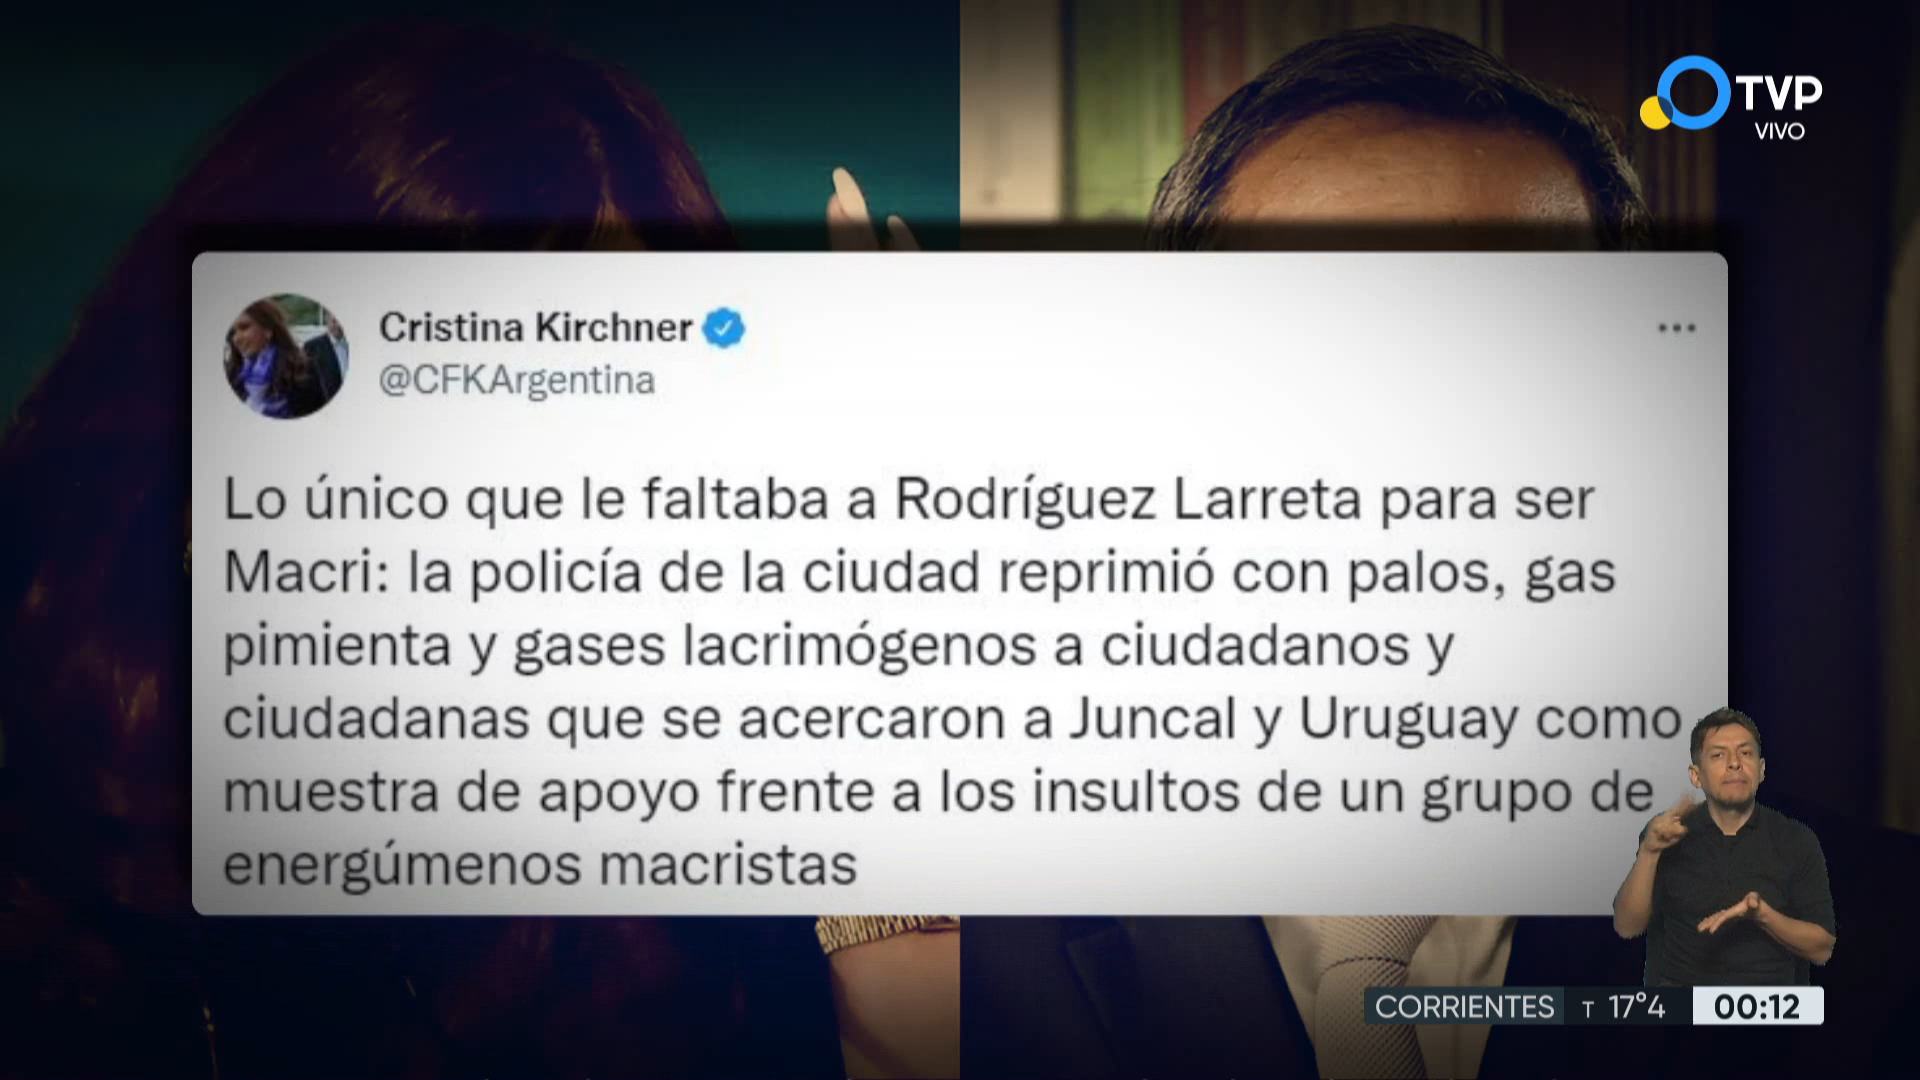 TVP
VIVO
Cristina Kirchner
@CFKArgentina
Lo único que le faltaba a Rodríguez Larreta para ser
Macri: la policía de la ciudad reprimió con palos, gas
pimienta y gases lacrimógenos a ciudadanos y
ciudadanas que se acercaron a Juncal y Uruguay como
muestra de apoyo frente a los insultos de un grupo de
energúmenos macristas
CORRIENTES T 17°4 00:12